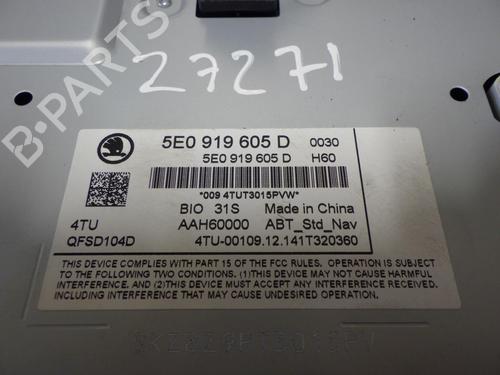 B-PARTS
27271
5E0 919 605 D 0030
5E0 919 605 D H60
*009 4TUT3015PVW*
BIO 31S Made in China
4TU AAH60000 ABT_Std_Nav
QFSD104D 4TU-00109.12.141T320360
THIS DEVICE COMPLIES WITH PART 15 OF THE FCC RULES. OPERATION IS SUBJECT
TO THE FOLLOWING TWO CONDITIONS. (1)THIS DEVICE MAY NOT CAUSE HARMFUL
INTERFERENCE, AND (2)THIS DEVICE MUST ACCEPT ANY INTERFERENCE RECEIVED,
INCLUDING INTERFERENCE THAT MAY CAUSE UNDESIRED OPERATION.